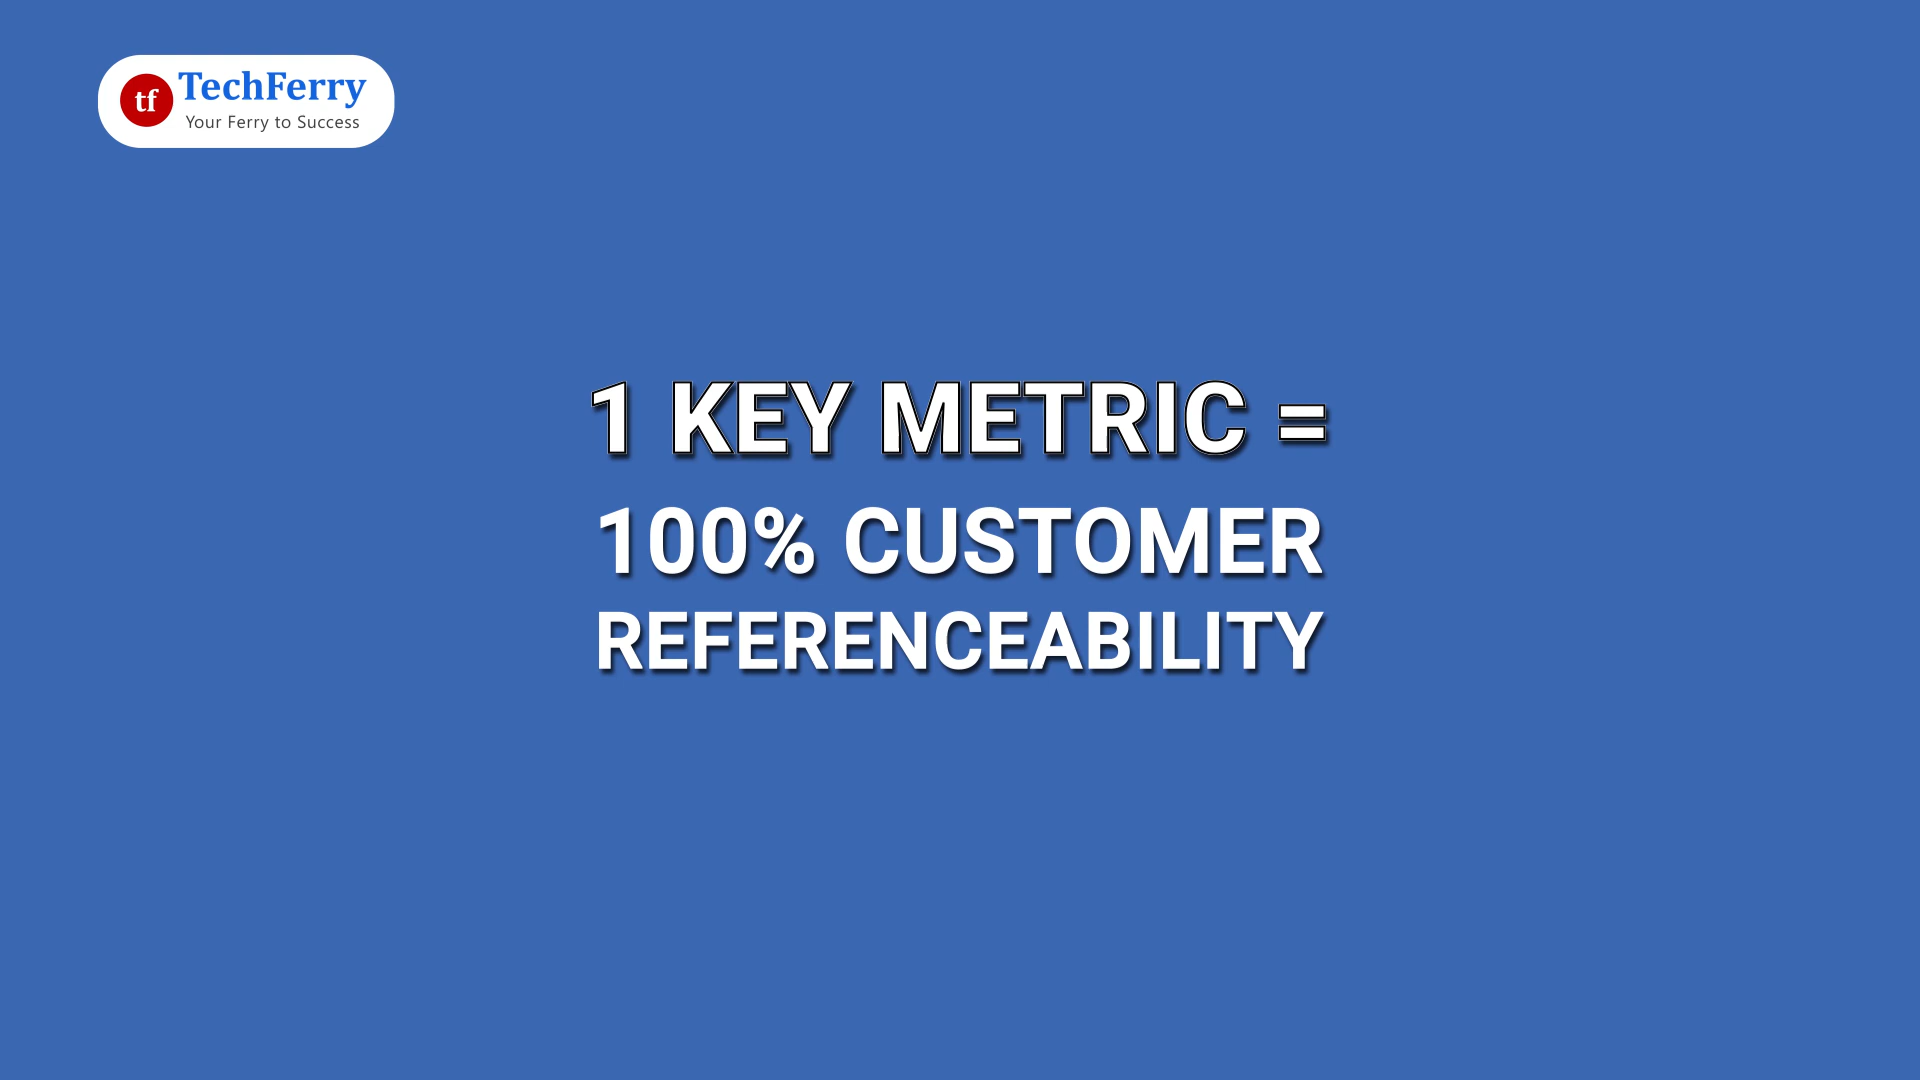 tf
TechFerry
Your Ferry to Success
1 KEY METRIC =
100% CUSTOMER
REFERENCEABILITY